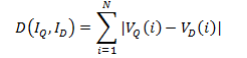 D(I_Q, I_D) = \sum_{i=1}^{N} |V_Q(i) − V_D(i)|